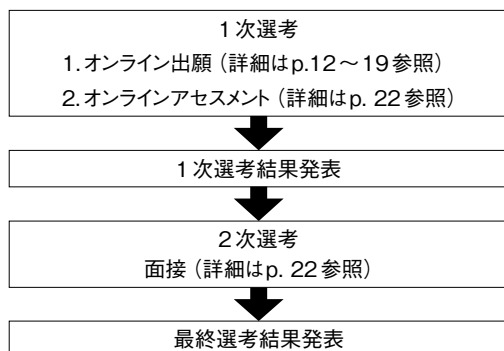 1次選考
1.オンライン出願（詳細はp.12～19参照）
2.オンラインアセスメント（詳細はp. 22参照）
1次選考結果発表
2次選考
面接（詳細はp. 22参照）
最終選考結果発表